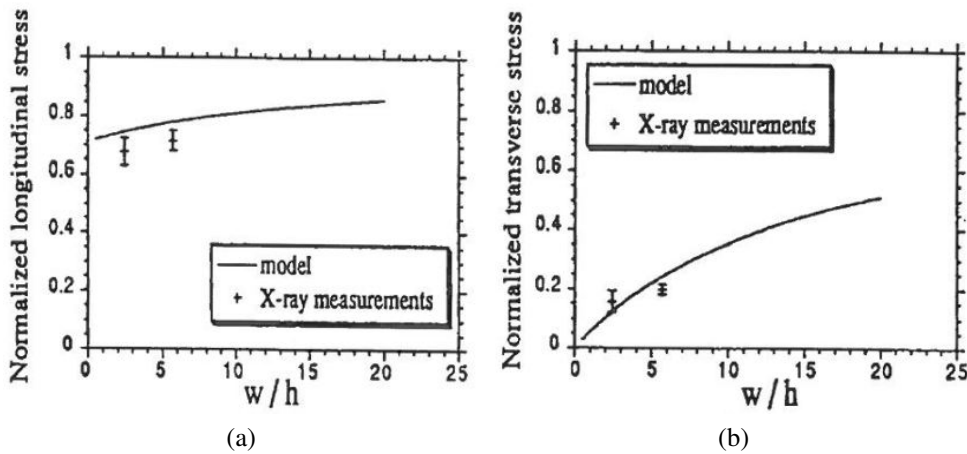 Normalized longitudinal stress
1
0.8
0.6
0.4
0.2
0
0 5 10 15 20 25
w/h
model
X-ray measurements
(a)
Normalized transverse stress
1
0.8
0.6
0.4
0.2
0
0 5 10 15 20 25
w/h
model
X-ray measurements
(b)